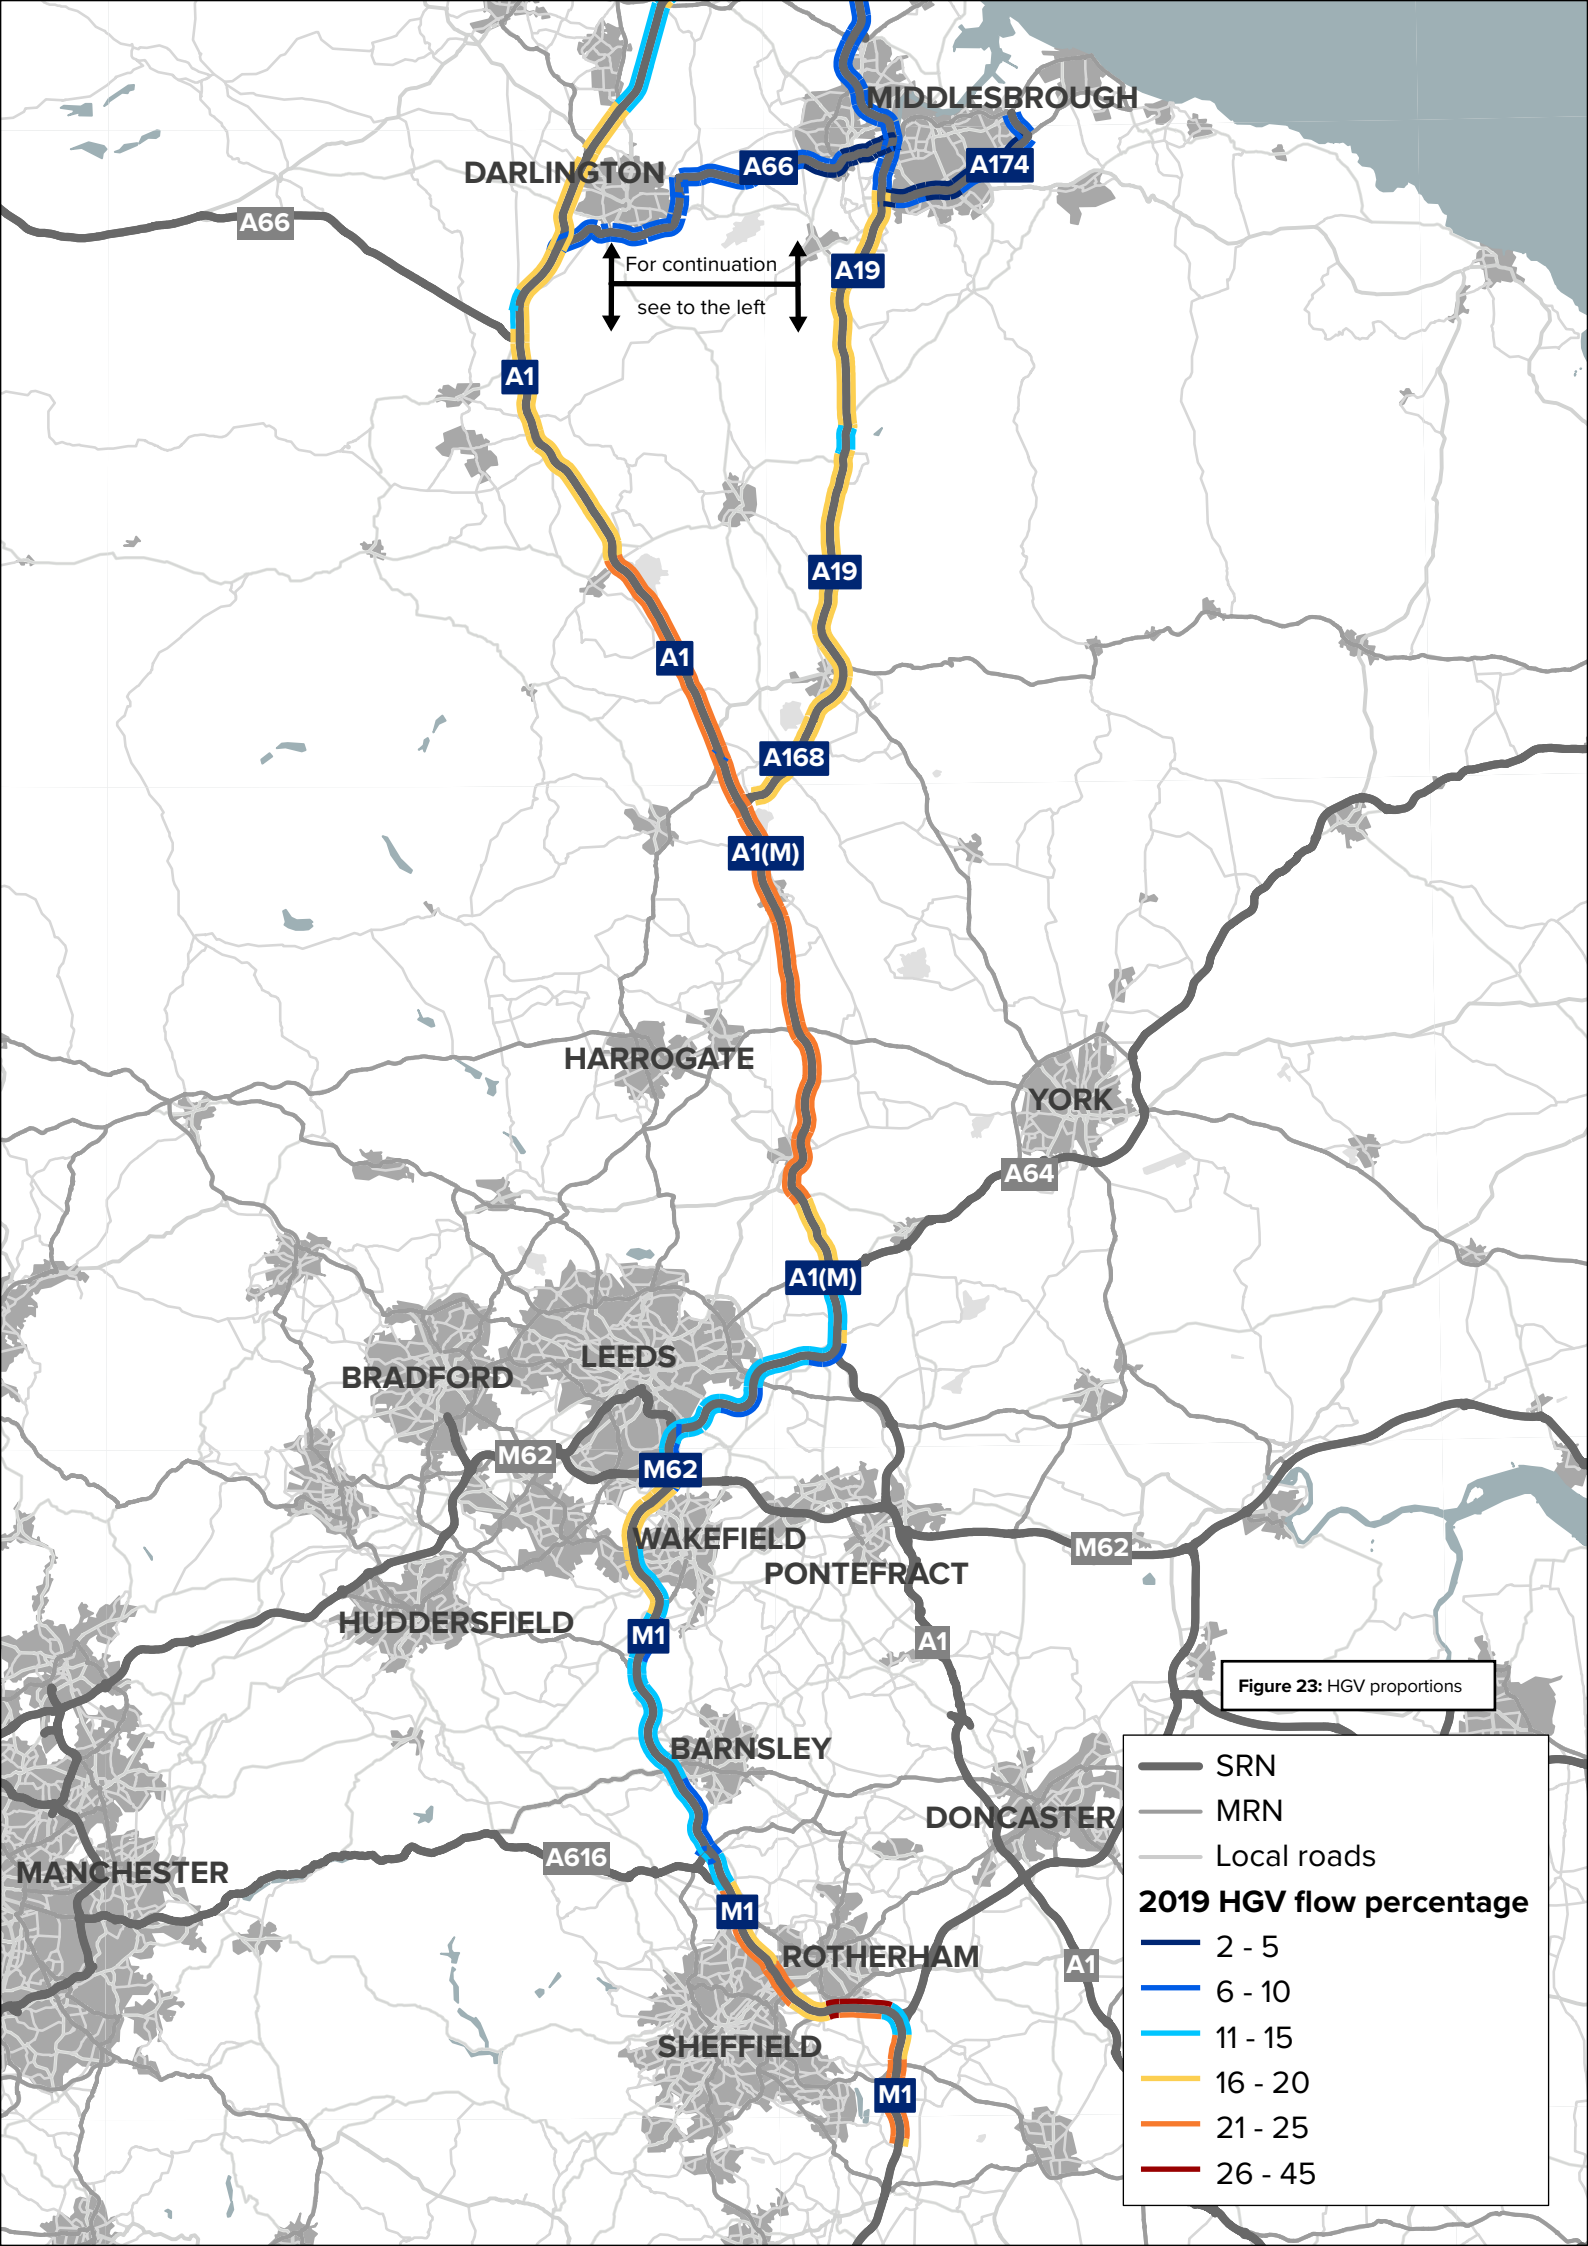 MIDDLESBROUGH
A66
A174
DARLINGTON
A66
For continuation
see to the left
A19
A1
A19
A1
A168
A1(M)
HARROGATE
YORK
A64
A1(M)
LEEDS
BRADFORD
M62
M62
WAKEFIELD
M62
PONTEFRACT
HUDDERSFIELD
M1
A1
Figure 23: HGV proportions
BARNSLEY
SRN
MRN
DONCASTER
Local roads
A616
MANCHESTER
2019 HGV flow percentage
M1
2 - 5
ROTHERHAM
A1
6 - 10
11 - 15
SHEFFIELD
16 - 20
M1
21 - 25
26 - 45